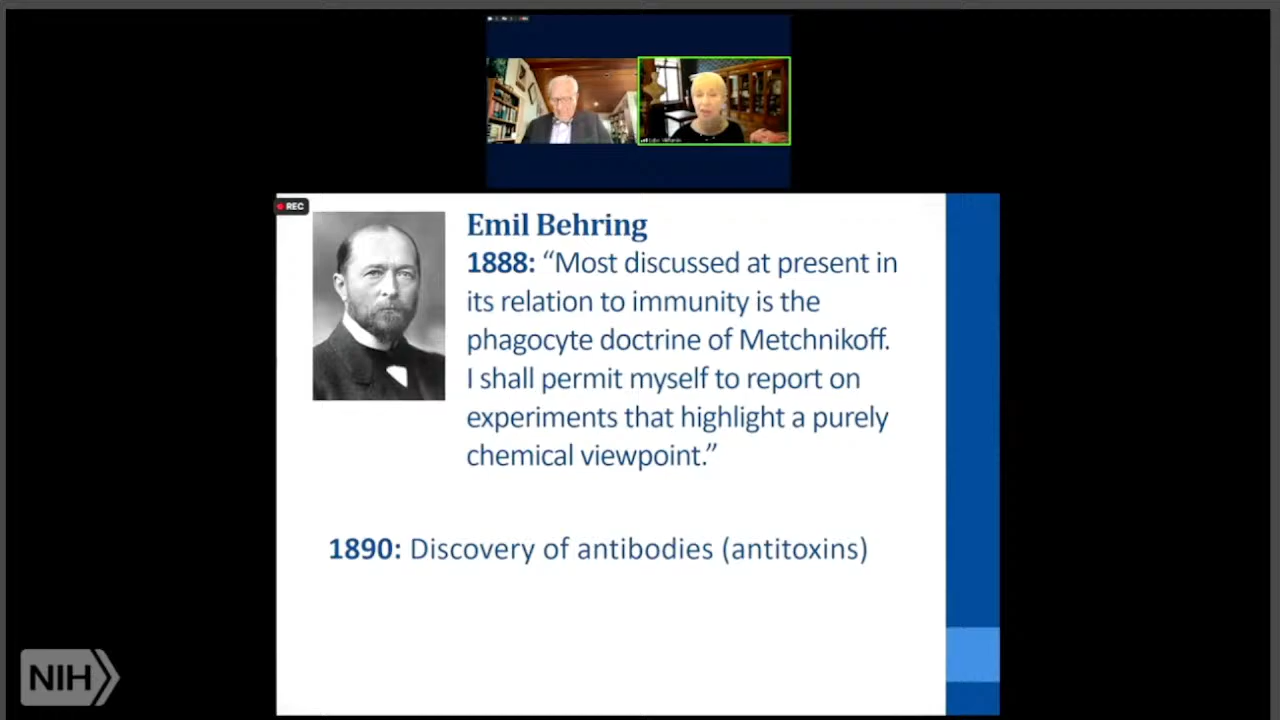 REC
Emil Behring
1888: “Most discussed at present in
its relation to immunity is the
phagocyte doctrine of Metchnikoff.
I shall permit myself to report on
experiments that highlight a purely
chemical viewpoint.”
1890: Discovery of antibodies (antitoxins)
NIH